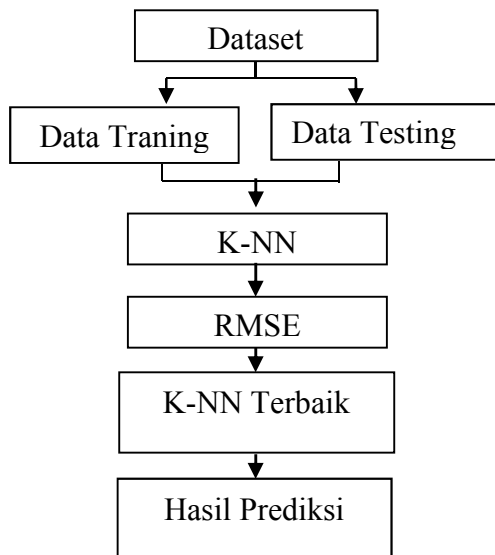 Dataset
Data Traning
Data Testing
K-NN
RMSE
K-NN Terbaik
Hasil Prediksi